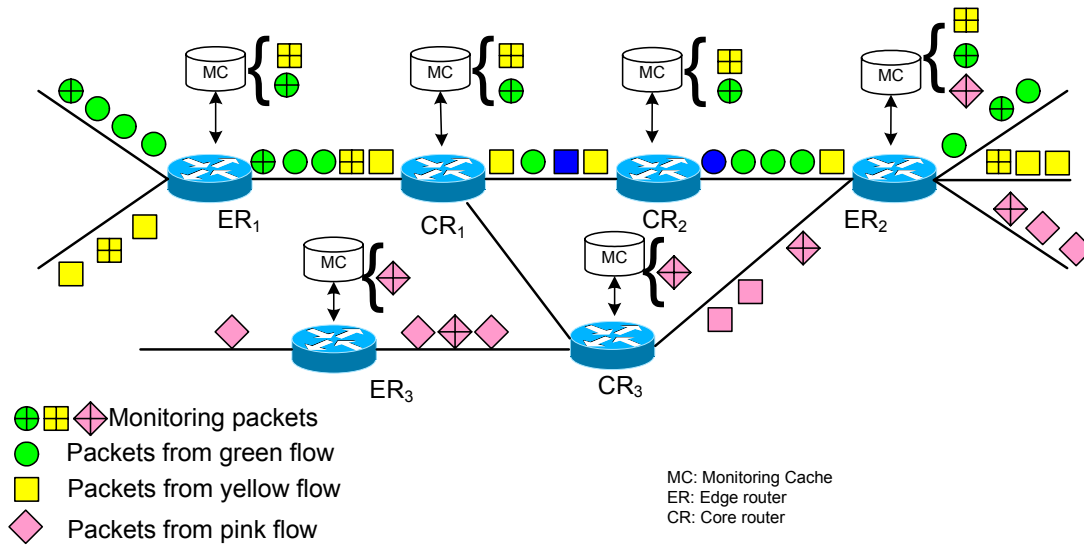 MC
MC
MC
MC
ER1
CR1
CR2
ER2
MC
MC
ER3
CR3
Monitoring packets
Packets from green flow
Packets from yellow flow
Packets from pink flow
MC: Monitoring Cache
ER: Edge router
CR: Core router